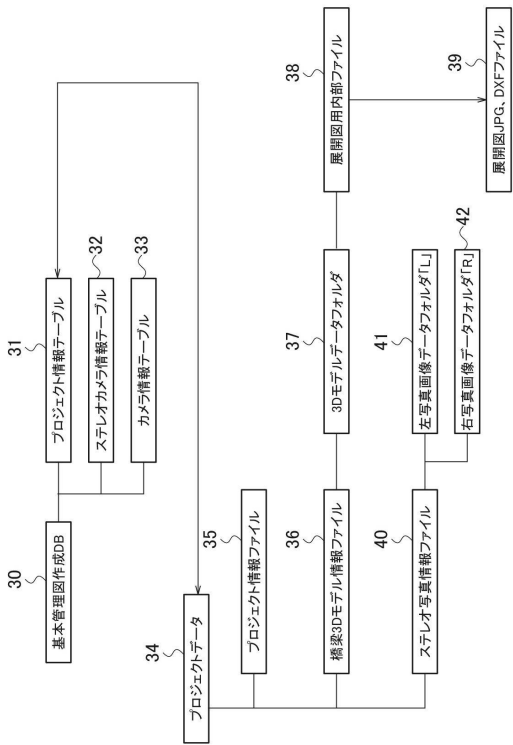 30
基本管理図作成DB
31
プロジェクト情報テーブル
32
ステレオカメラ情報テーブル
33
カメラ情報テーブル
34
プロジェクトデータ
35
プロジェクト情報ファイル
36
橋梁3Dモデル情報ファイル
37
3Dモデルデータフォルダ
38
展開図用内部ファイル
39
展開図JPG、DXFファイル
40
ステレオ写真情報ファイル
41
左写真画像データフォルダ「L」
42
右写真画像データフォルダ「R」